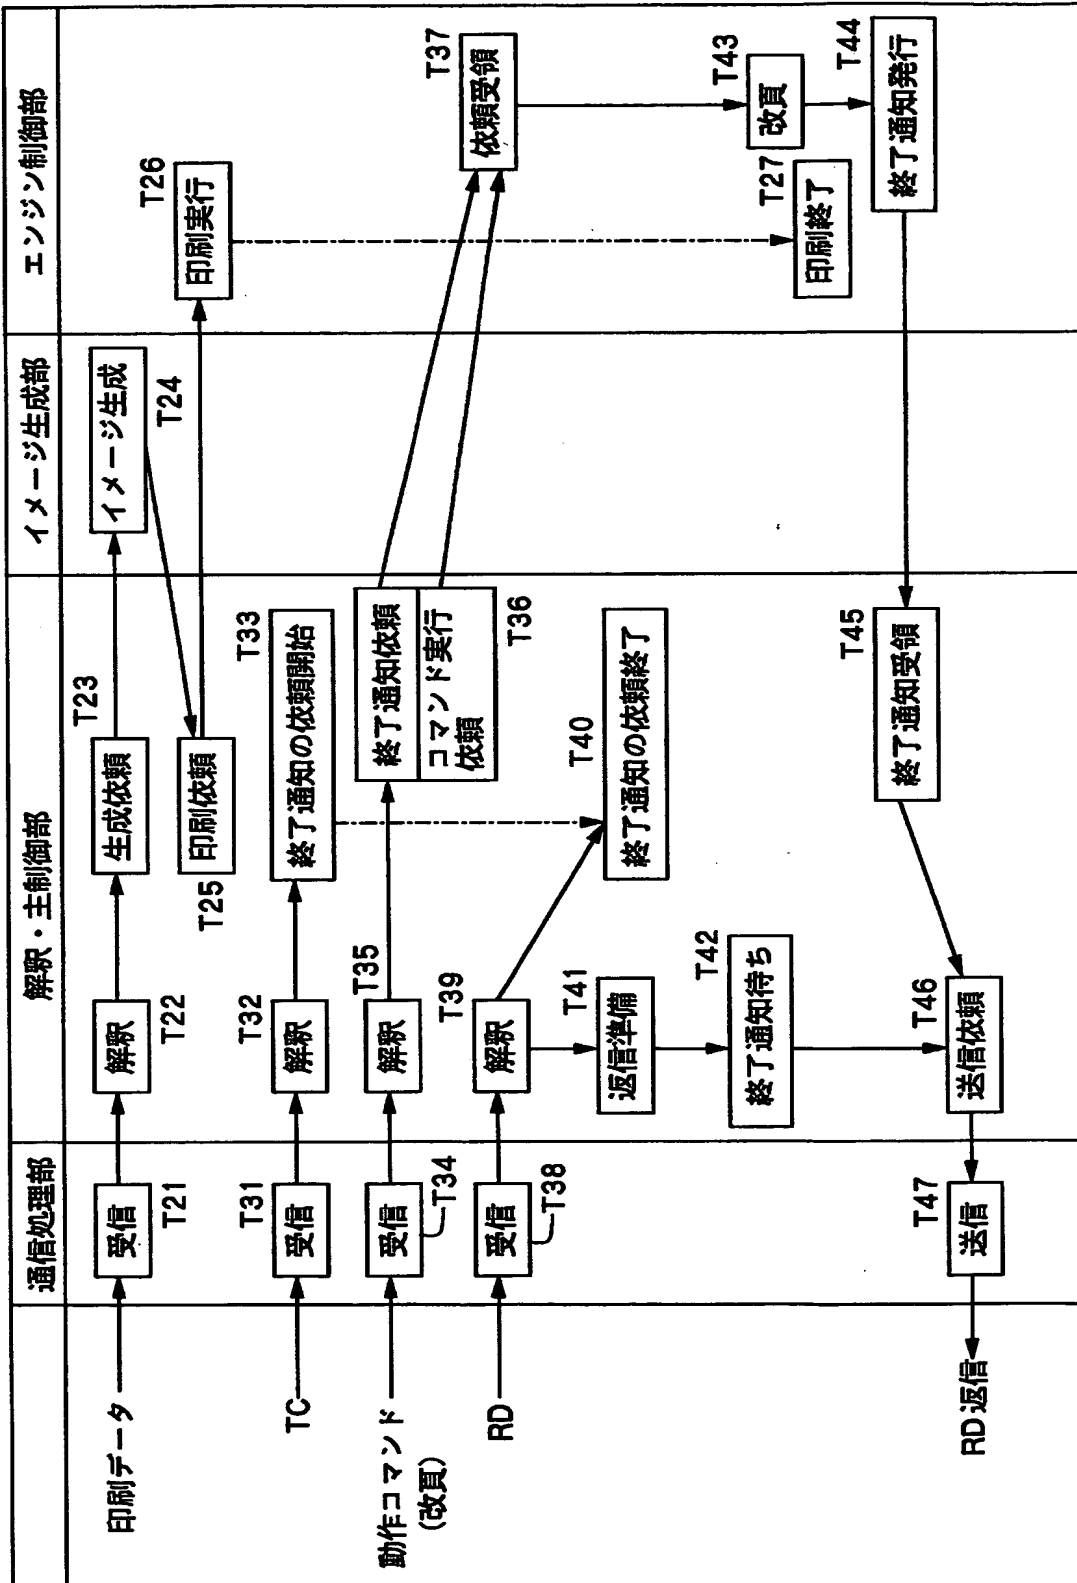 通信処理部
解釈・主制御部
イメージ生成部
エンジン制御部
印刷データ
受信
T21
解釈
T22
生成依頼
T23
イメージ生成
T24
印刷依頼
T25
印刷実行
T26
TC
受信
T31
解釈
T32
終了通知の依頼開始
T33
動作コマンド
(改頁)
受信
T34
解釈
T35
終了通知依頼
コマンド実行
依頼
T36
依頼受領
T37
RD
受信
T38
解釈
T39
終了通知の依頼終了
T40
返信準備
T41
終了通知待ち
T42
改頁
T43
印刷終了
T27
終了通知発行
T44
終了通知受領
T45
送信依頼
T46
送信
T47
RD返信